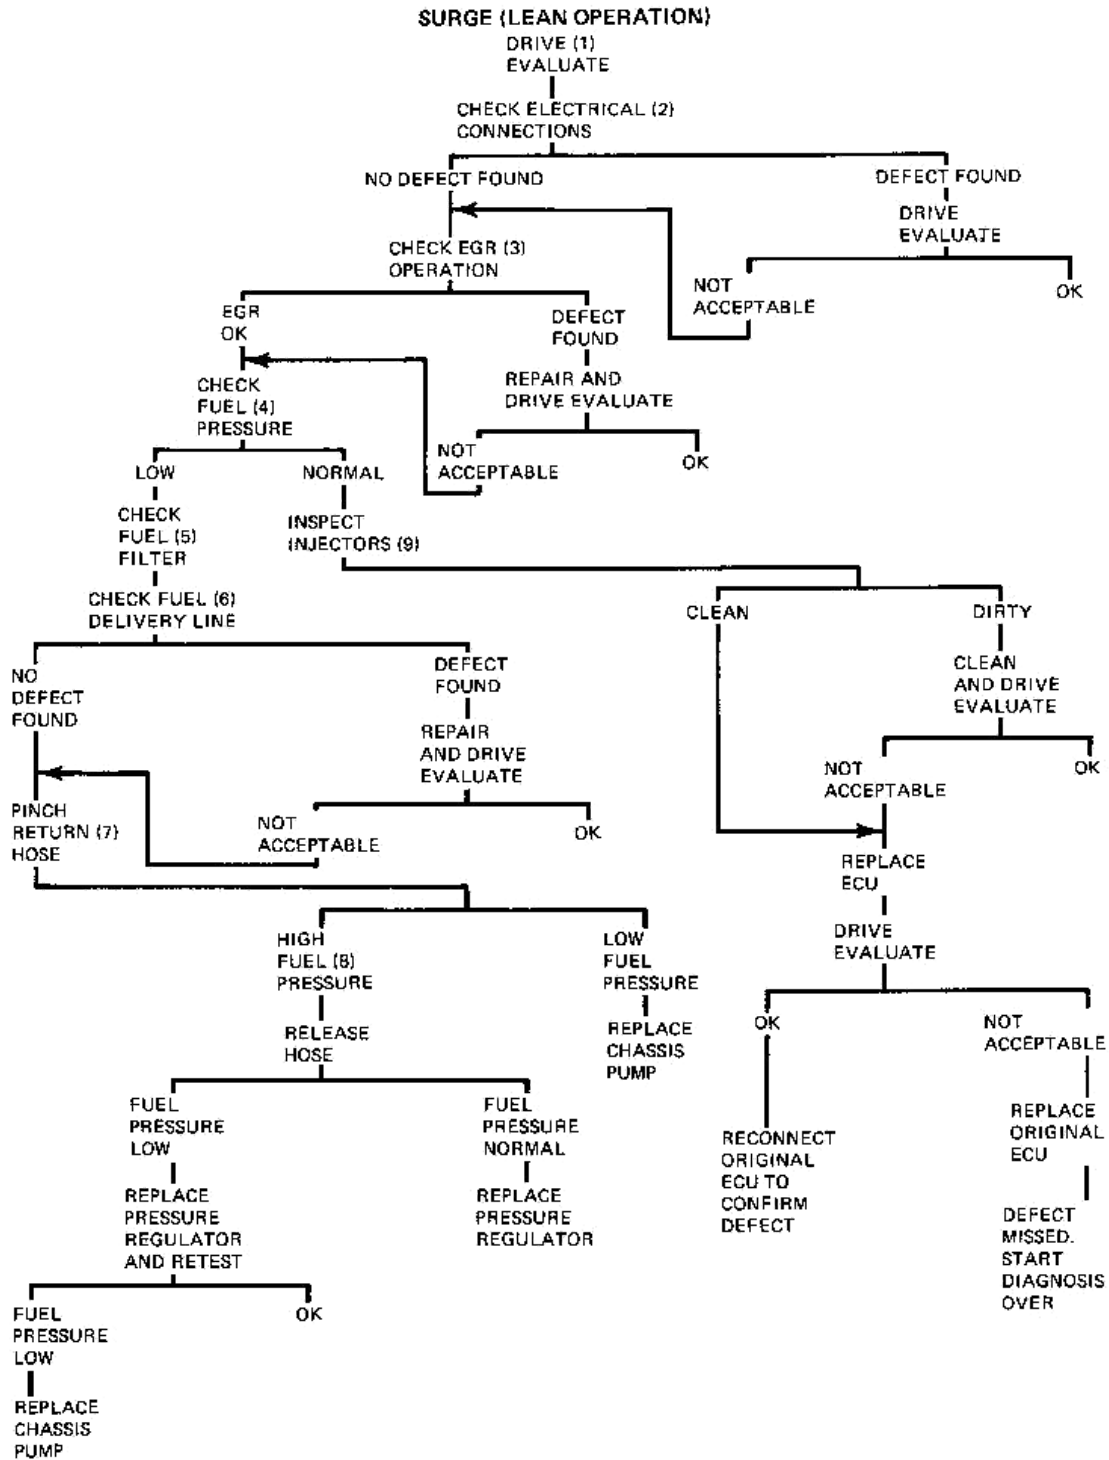 SURGE (LEAN OPERATION)
DRIVE (1)
EVALUATE
CHECK ELECTRICAL (2)
CONNECTIONS
NO DEFECT FOUND
DEFECT FOUND
DRIVE
EVALUATE
CHECK EGR (3)
OPERATION
NOT
ACCEPTABLE
OK
EGR
OK
DEFECT
FOUND
CHECK
FUEL (4)
PRESSURE
REPAIR AND
DRIVE EVALUATE
NOT
ACCEPTABLE
OK
LOW
NORMAL
CHECK
FUEL (5)
FILTER
INSPECT
INJECTORS (9)
CHECK FUEL (6)
DELIVERY LINE
CLEAN
DIRTY
NO
DEFECT
FOUND
DEFECT
FOUND
CLEAN
AND DRIVE
EVALUATE
REPAIR
AND DRIVE
EVALUATE
NOT
ACCEPTABLE
OK
PINCH
RETURN (7)
HOSE
NOT
ACCEPTABLE
OK
REPLACE
ECU
HIGH
FUEL (8)
PRESSURE
LOW
FUEL
PRESSURE
DRIVE
EVALUATE
RELEASE
HOSE
REPLACE
CHASSIS
PUMP
OK
NOT
ACCEPTABLE
FUEL
PRESSURE
LOW
FUEL
PRESSURE
NORMAL
RECONNECT
ORIGINAL
ECU TO
CONFIRM
DEFECT
REPLACE
ORIGINAL
ECU
REPLACE
PRESSURE
REGULATOR
AND RETEST
REPLACE
PRESSURE
REGULATOR
DEFECT
MISSED.
START
DIAGNOSIS
OVER
FUEL
PRESSURE
LOW
OK
REPLACE
CHASSIS
PUMP